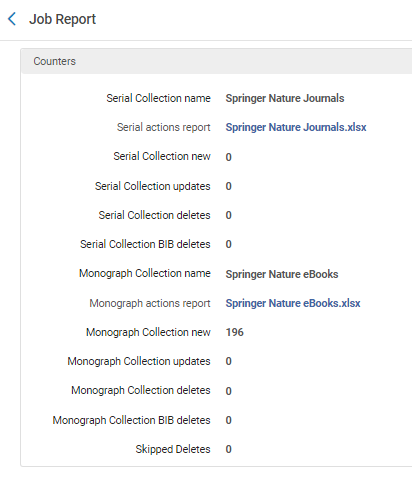 Job Report
Counters
Serial Collection name Springer Nature Journals
Serial actions report Springer Nature Journals.xlsx
Serial Collection new 0
Serial Collection updates 0
Serial Collection deletes 0
Serial Collection BIB deletes 0
Monograph Collection name Springer Nature eBooks
Monograph actions report Springer Nature eBooks.xlsx
Monograph Collection new 196
Monograph Collection updates 0
Monograph Collection deletes 0
Monograph Collection BIB deletes 0
Skipped Deletes 0